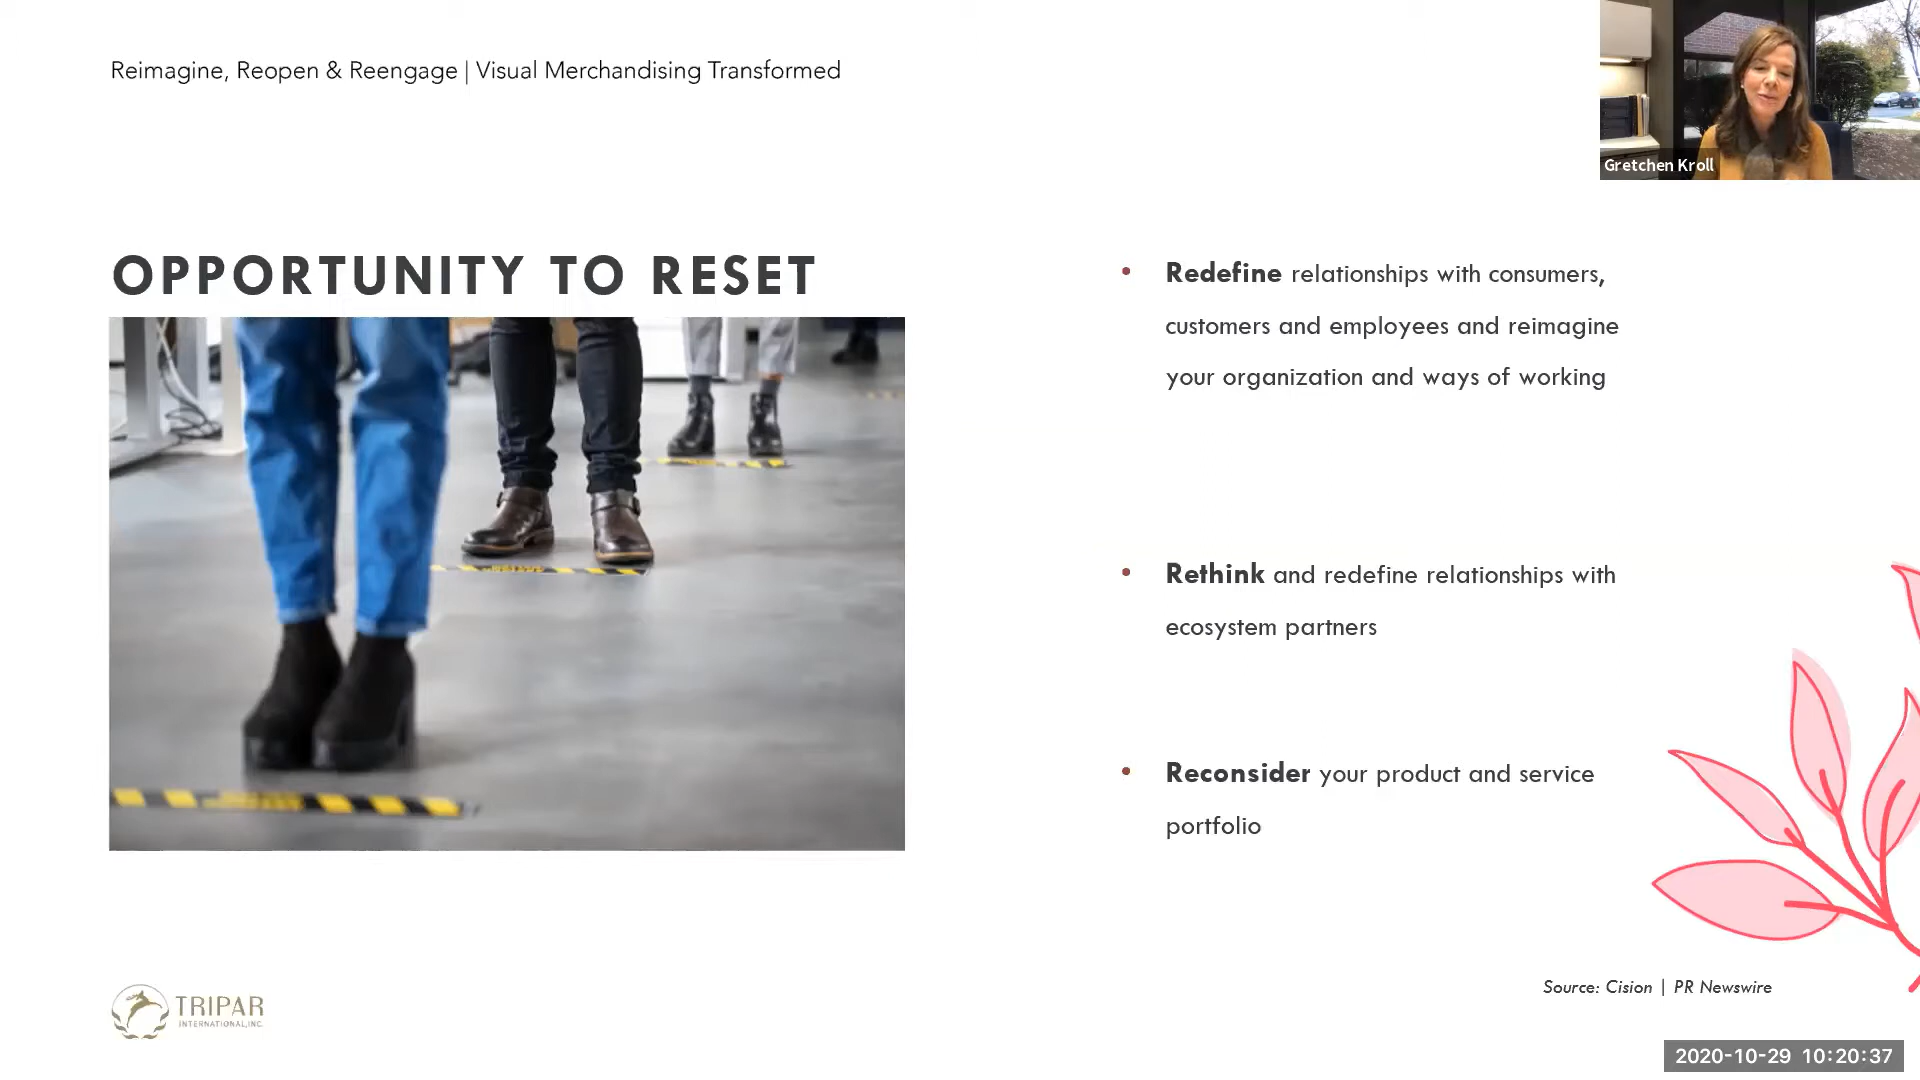 Reimagine, Reopen & Reengage | Visual Merchandising Transformed
Gretchen Kroll
OPPORTUNITY TO RESET
• Redefine relationships with consumers,
customers and employees and reimagine
your organization and ways of working
• Rethink and redefine relationships with
ecosystem partners
• Reconsider your product and service
portfolio
TRIPAR
INTERNATIONAL, INC.
Source: Cision | PR Newswire
2020-10-29 10:20:37